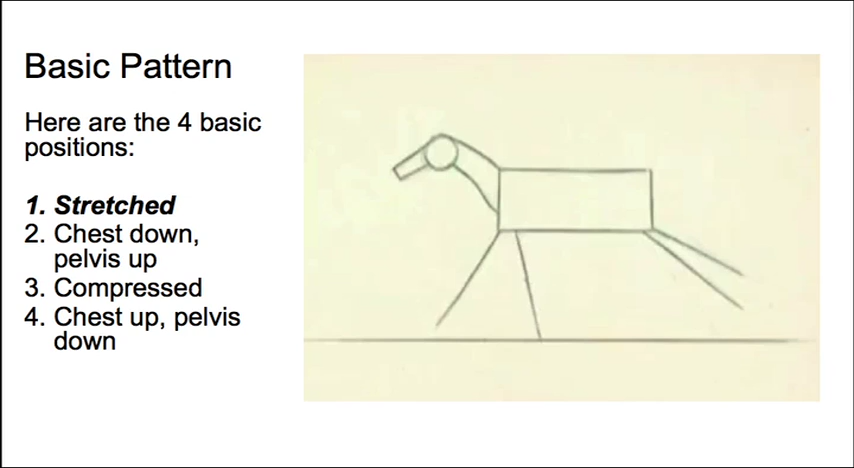 Basic Pattern
Here are the 4 basic
positions:
1. Stretched
2. Chest down,
pelvis up
3. Compressed
4. Chest up, pelvis
down